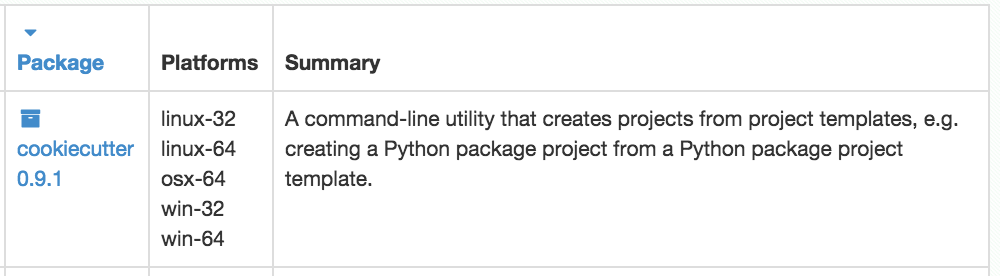 Package Platforms Summary
cookiecutter
0.9.1
linux-32
linux-64
osx-64
win-32
win-64
A command-line utility that creates projects from project templates, e.g.
creating a Python package project from a Python package project
template.